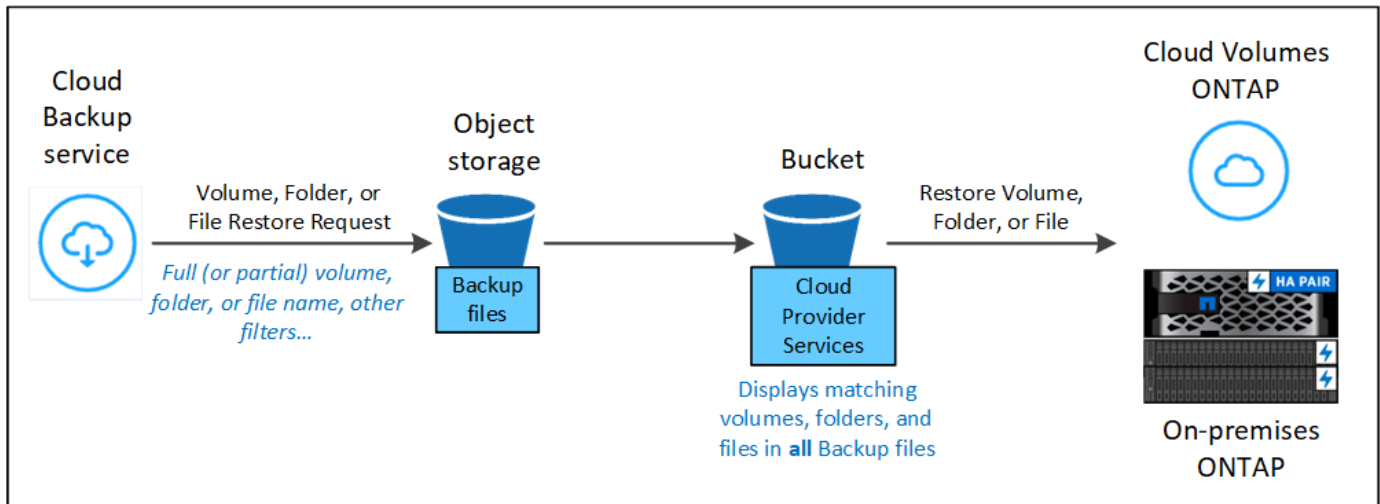 Cloud
Backup
service
Volume, Folder, or
File Restore Request
Full (or partial) volume,
folder, or file name, other
filters...
Object
storage
Backup
files
Bucket
Cloud
Provider
Services
Displays matching
volumes, folders, and
files in all Backup files
Restore Volume,
Folder, or File
Cloud Volumes
ONTAP
HA PAIR
On-premises
ONTAP